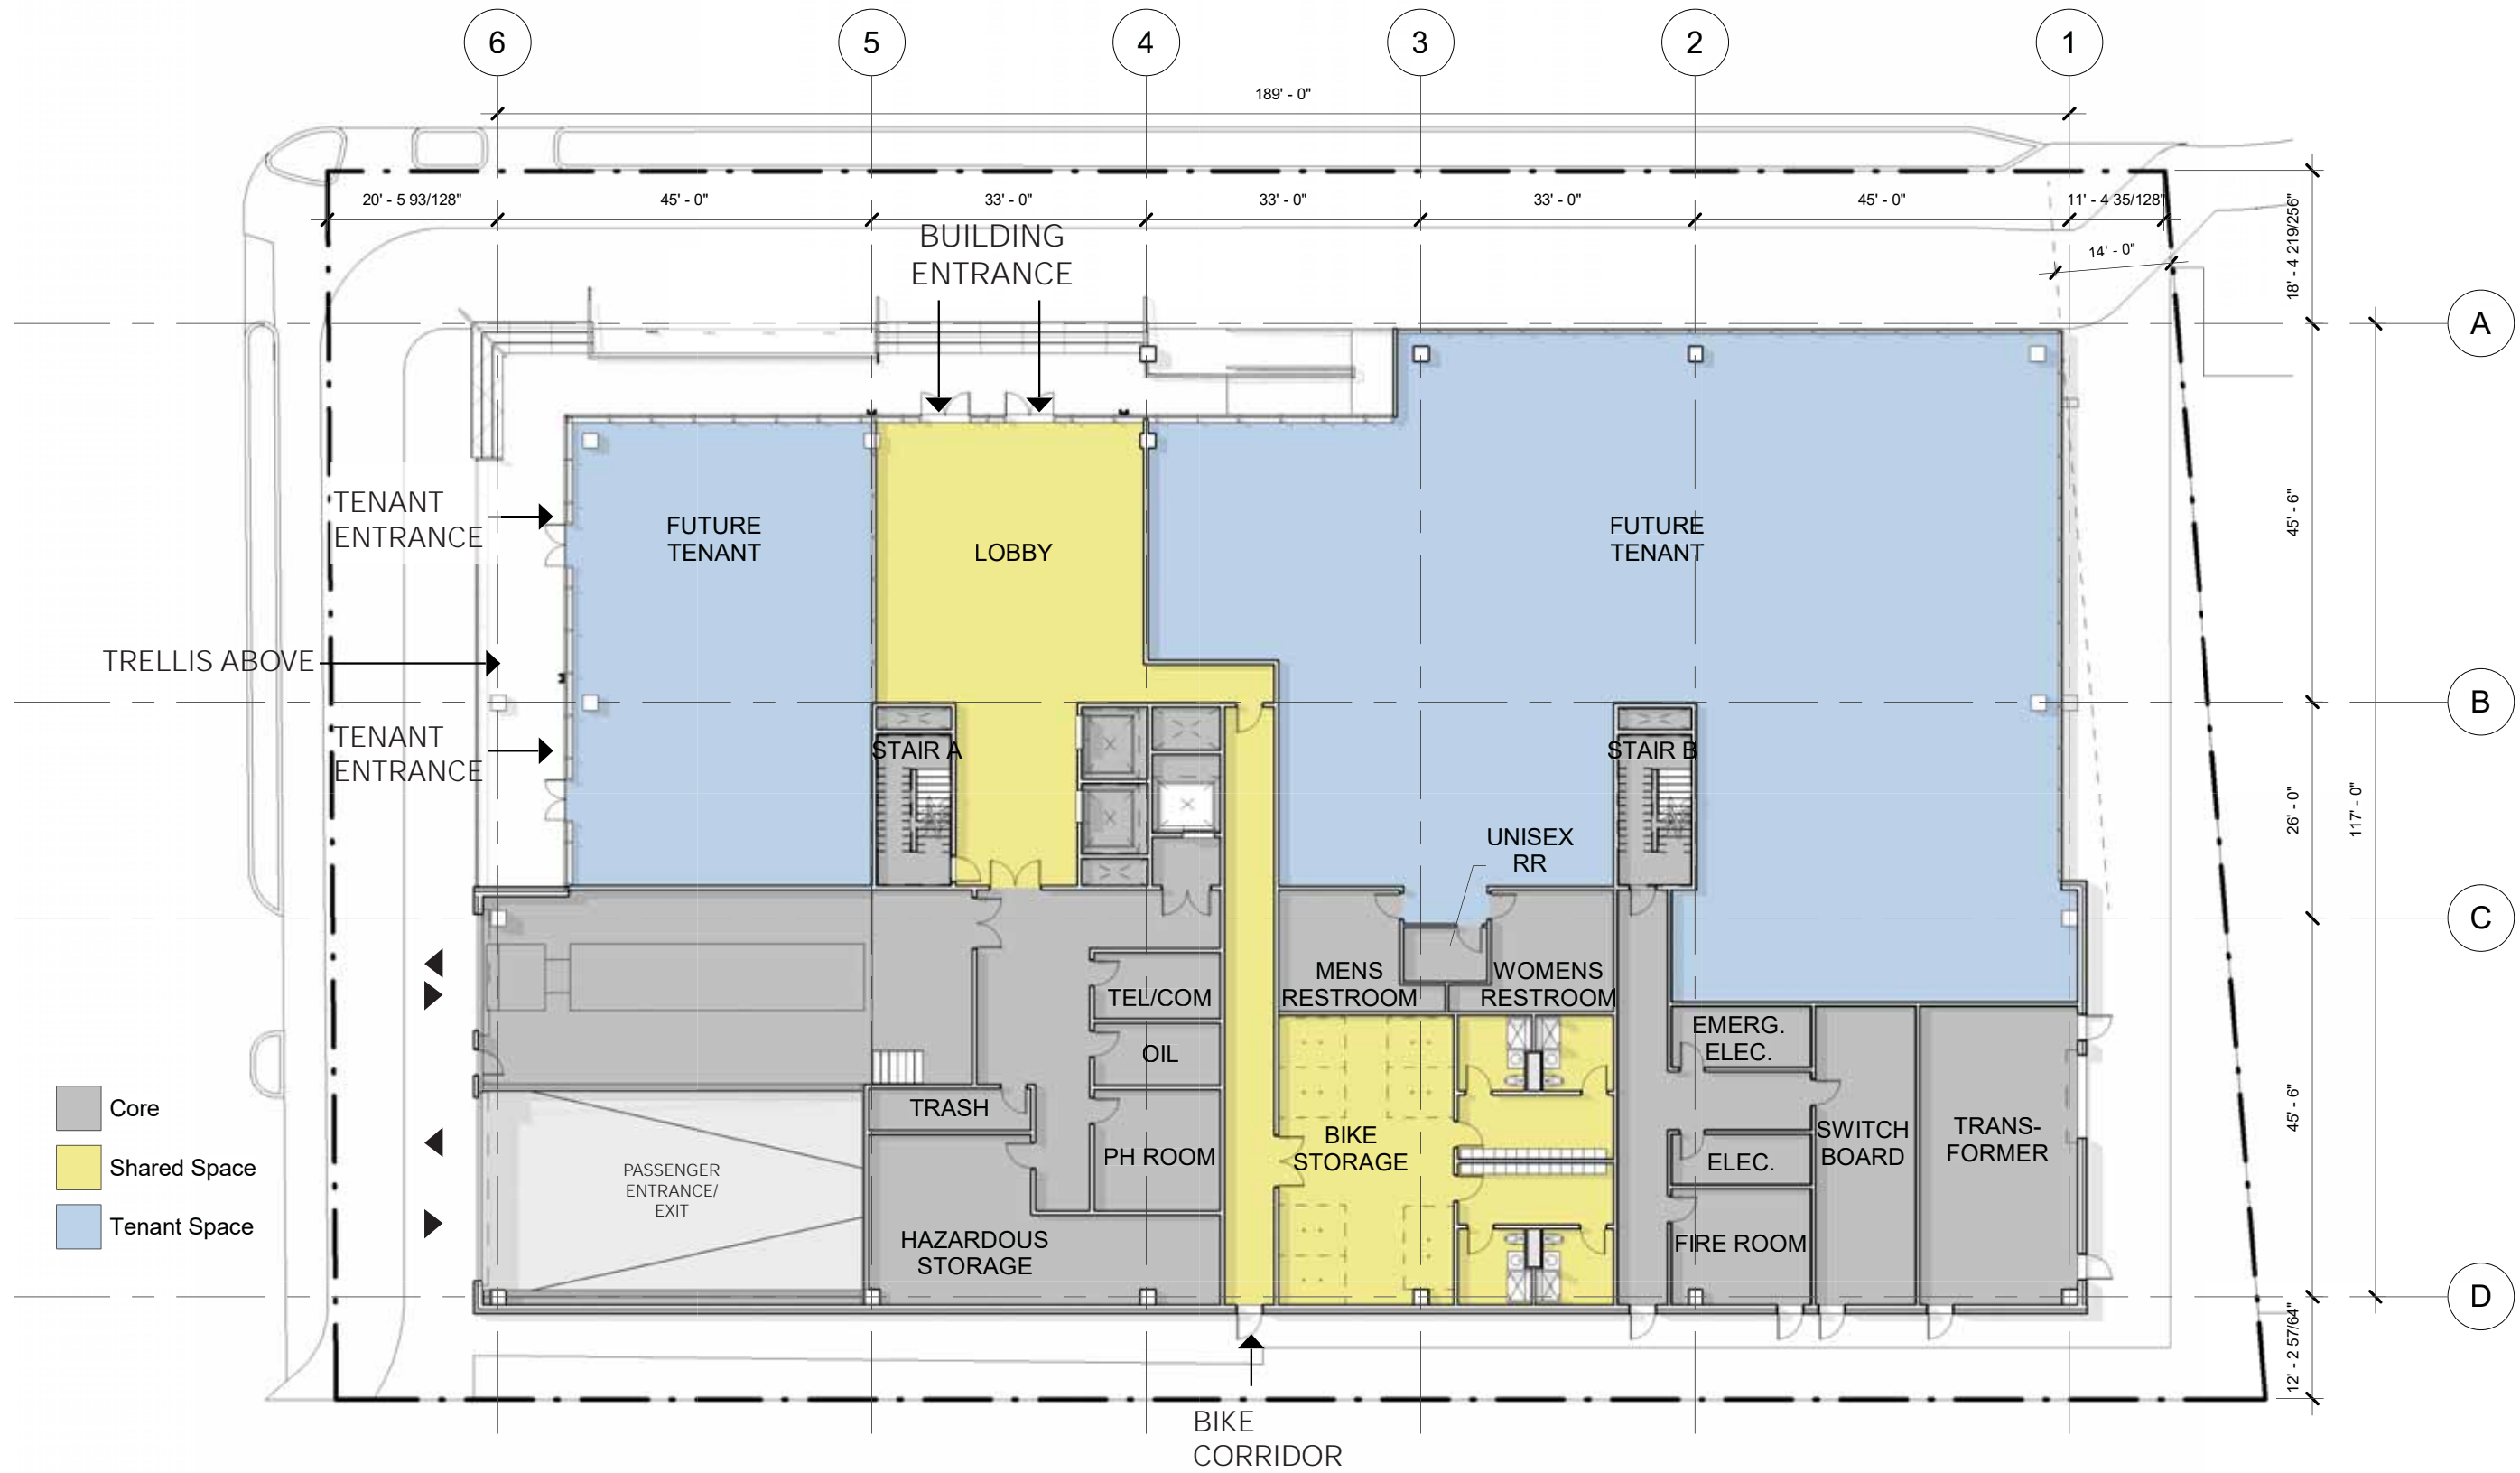 6
5
4
3
2
1
189' - 0"
20' - 5 93/128"
45' - 0"
33' - 0"
33' - 0"
33' - 0"
45' - 0"
11' - 4 35/128"
14' - 0"
18' - 4 219/256"
BUILDING
ENTRANCE
A
TENANT
ENTRANCE
FUTURE
TENANT
LOBBY
FUTURE
TENANT
45' - 6"
TRELLIS ABOVE
B
TENANT
ENTRANCE
STAIR A
STAIR B
26' - 0"
117' - 0"
UNISEX
RR
C
MENS
RESTROOM
WOMENS
RESTROOM
TEL/COM
OIL
EMERG.
ELEC.
Core
Shared Space
Tenant Space
TRASH
PH ROOM
BIKE
STORAGE
ELEC.
SWITCH
BOARD
TRANS-
FORMER
45' - 6"
PASSENGER
ENTRANCE/
EXIT
HAZARDOUS
STORAGE
FIRE ROOM
D
12' - 2 57/64"
BIKE
CORRIDOR